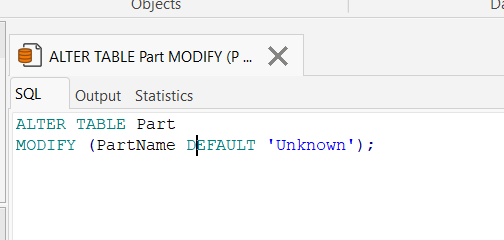 Objects
ALTER TABLE Part MODIFY (P ...
SQL
Output
Statistics
ALTER TABLE Part
MODIFY (PartName DEFAULT 'Unknown');